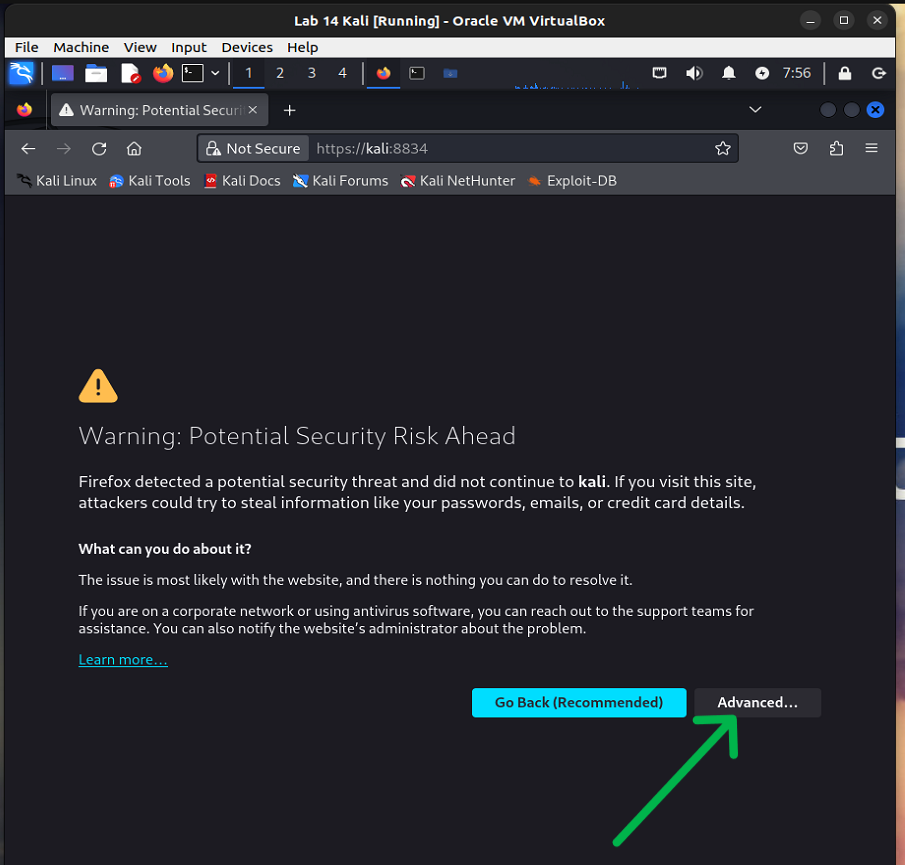 Lab 14 Kali [Running] - Oracle VM VirtualBox
File Machine View Input Devices Help
1 2 3 4 7:56
Warning: Potential Securi
Not Secure https://kali:8834
Kali Linux Kali Tools Kali Docs Kali Forums Kali NetHunter Exploit-DB
Warning: Potential Security Risk Ahead
Firefox detected a potential security threat and did not continue to kali. If you visit this site,
attackers could try to steal information like your passwords, emails, or credit card details.
What can you do about it?
The issue is most likely with the website, and there is nothing you can do to resolve it.
If you are on a corporate network or using antivirus software, you can reach out to the support teams for
assistance. You can also notify the website’s administrator about the problem.
Learn more…
Go Back (Recommended) Advanced…